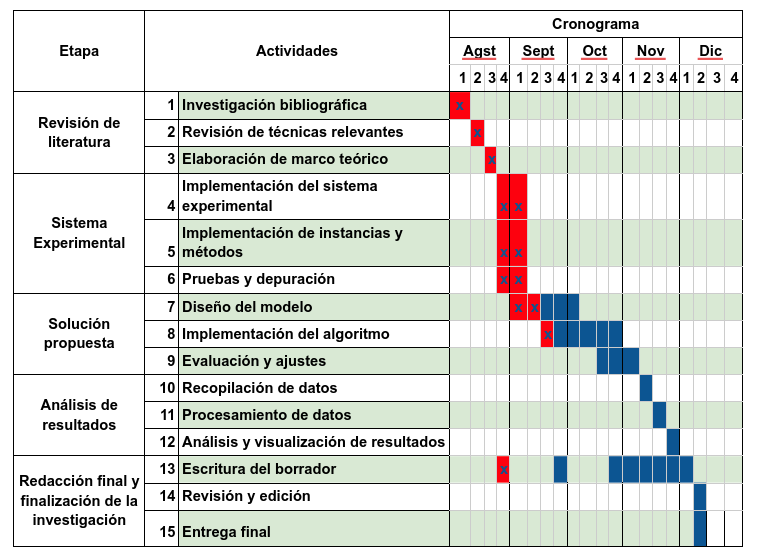 Etapa Actividades Cronograma
Agst Sept Oct Nov Dic
1 2 3 4 1 2 3 4 1 2 3 4 1 2 3 4 1 2 3 4
Revisión de
literatura
1 Investigación bibliográfica x
2 Revisión de técnicas relevantes x
3 Elaboración de marco teórico x
Sistema
Experimental
Implementación del sistema
4 experimental x x
Implementación de instancias y
5 métodos x x
6 Pruebas y depuración x x
Solución
propuesta
7 Diseño del modelo x x
8 Implementación del algoritmo x
9 Evaluación y ajustes
Análisis de
resultados
10 Recopilación de datos
11 Procesamiento de datos
12 Análisis y visualización de resultados
Redacción final y
finalización de la
investigación
13 Escritura del borrador x
14 Revisión y edición
15 Entrega final